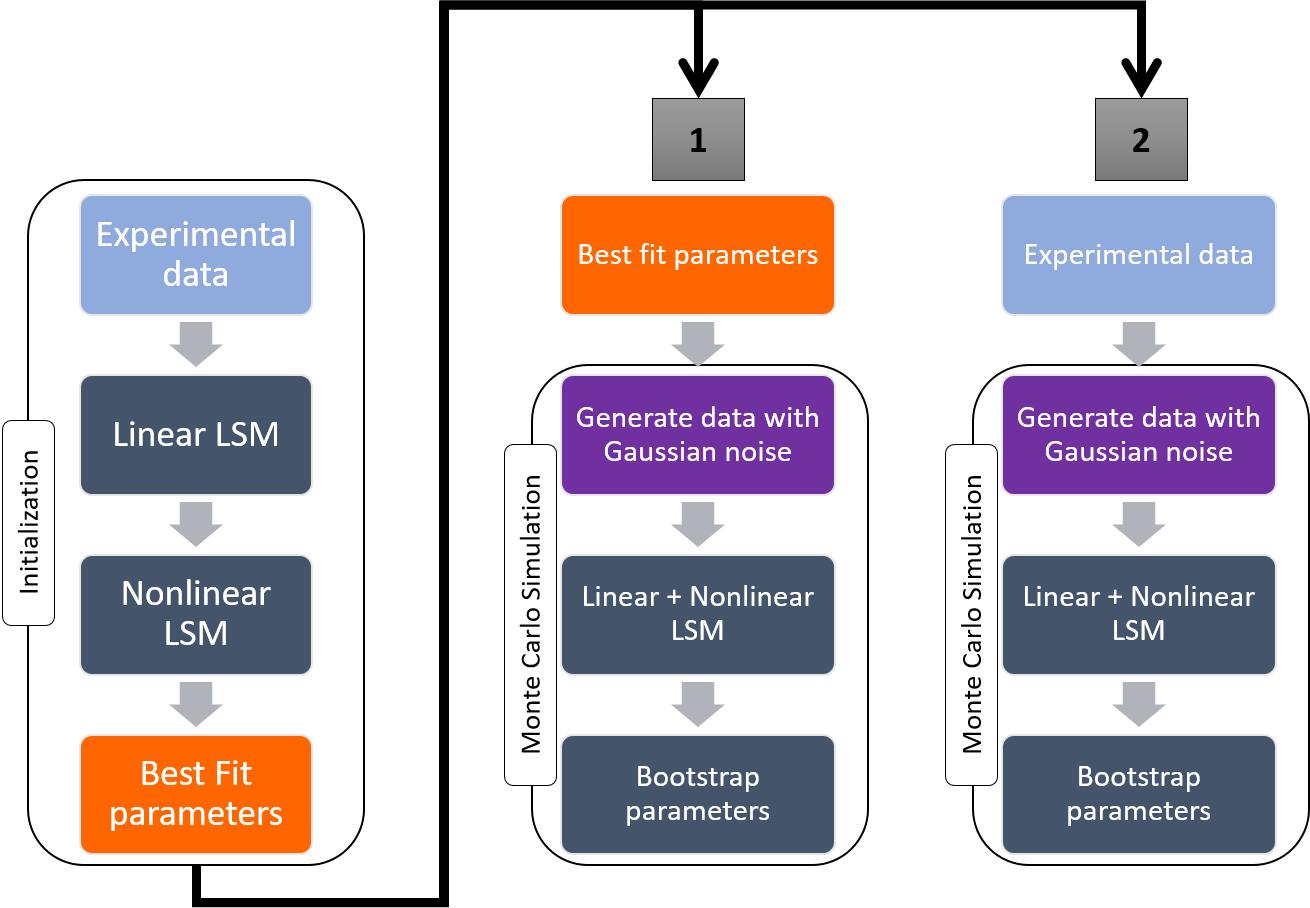 Initialization
Experimental
data
Linear LSM
Nonlinear
LSM
Best Fit
parameters
1
Best fit parameters
Monte Carlo Simulation
Generate data with
Gaussian noise
Linear + Nonlinear
LSM
Bootstrap
parameters
2
Experimental data
Monte Carlo Simulation
Generate data with
Gaussian noise
Linear + Nonlinear
LSM
Bootstrap
parameters